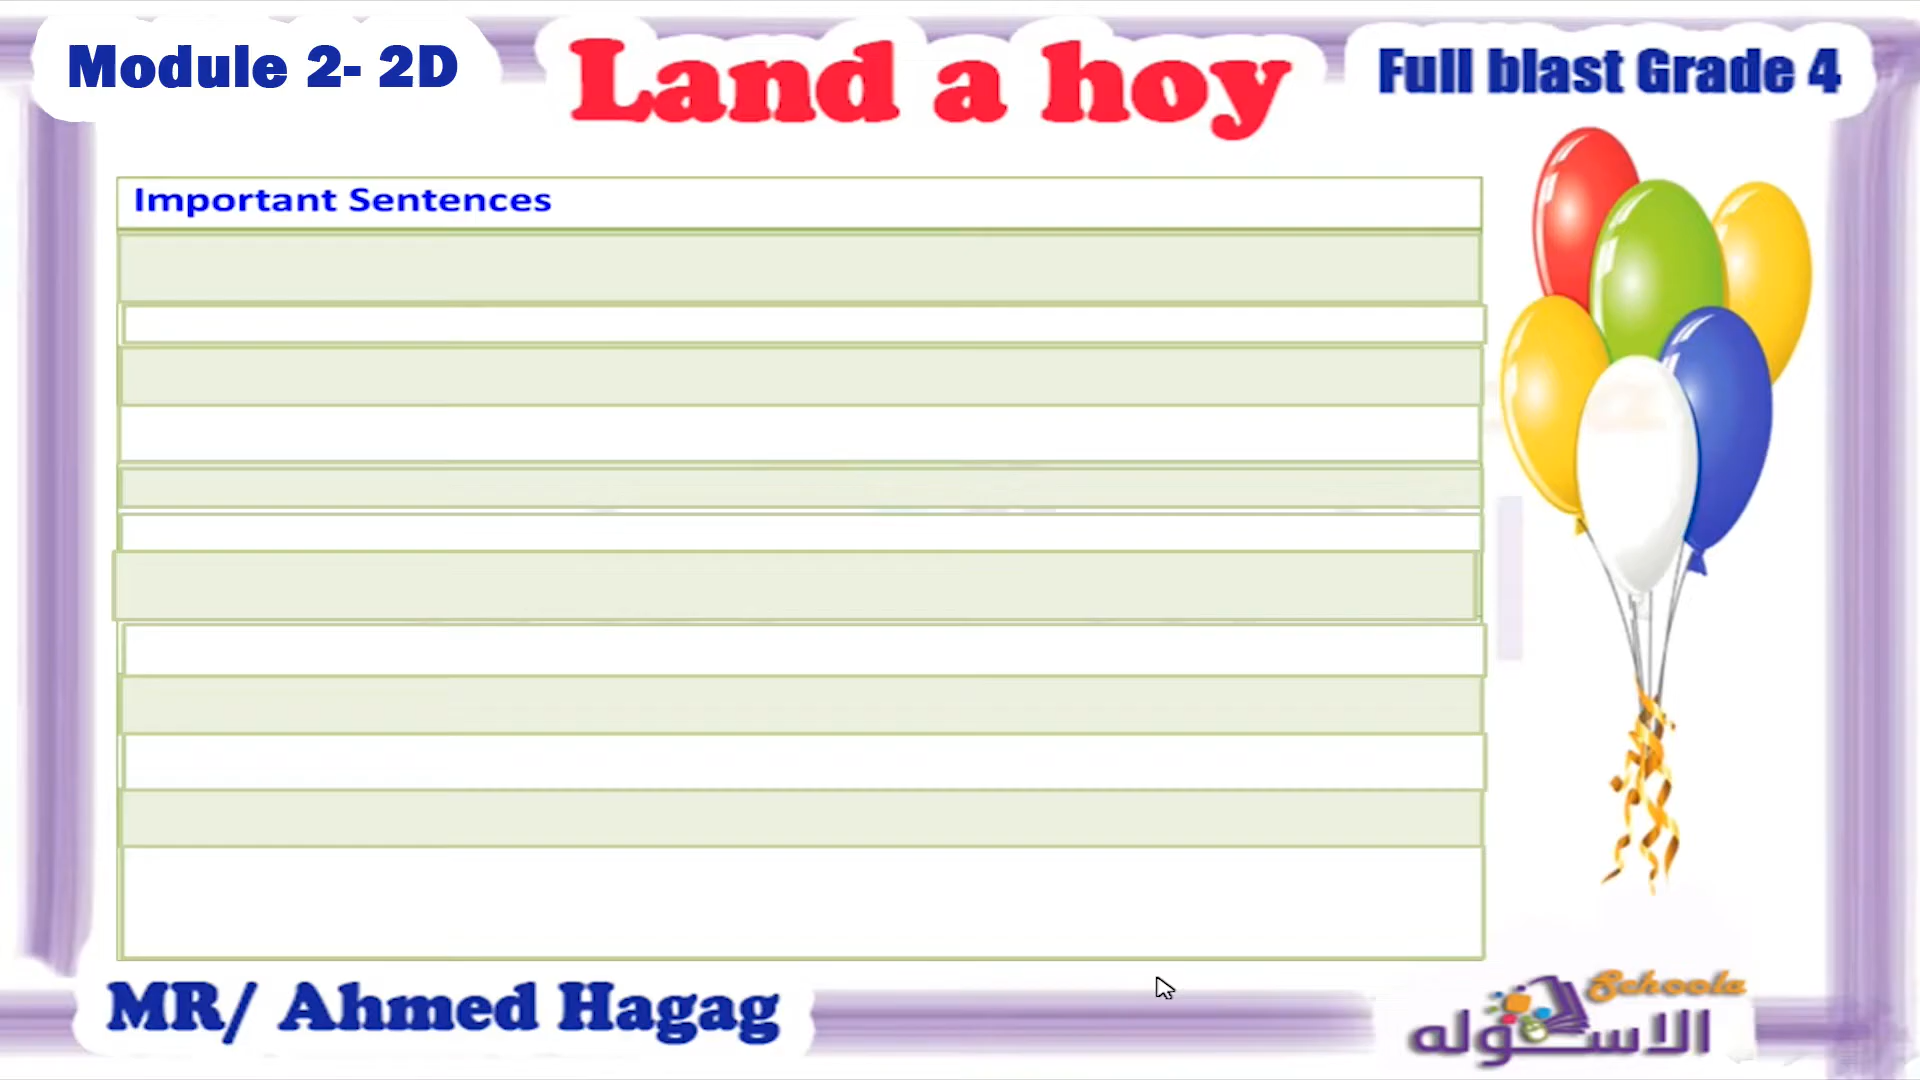 Module 2- 2D
Land a hoy
Full blast Grade 4
Important Sentences
MR/ Ahmed Hagag
Schoola
الاسكوله